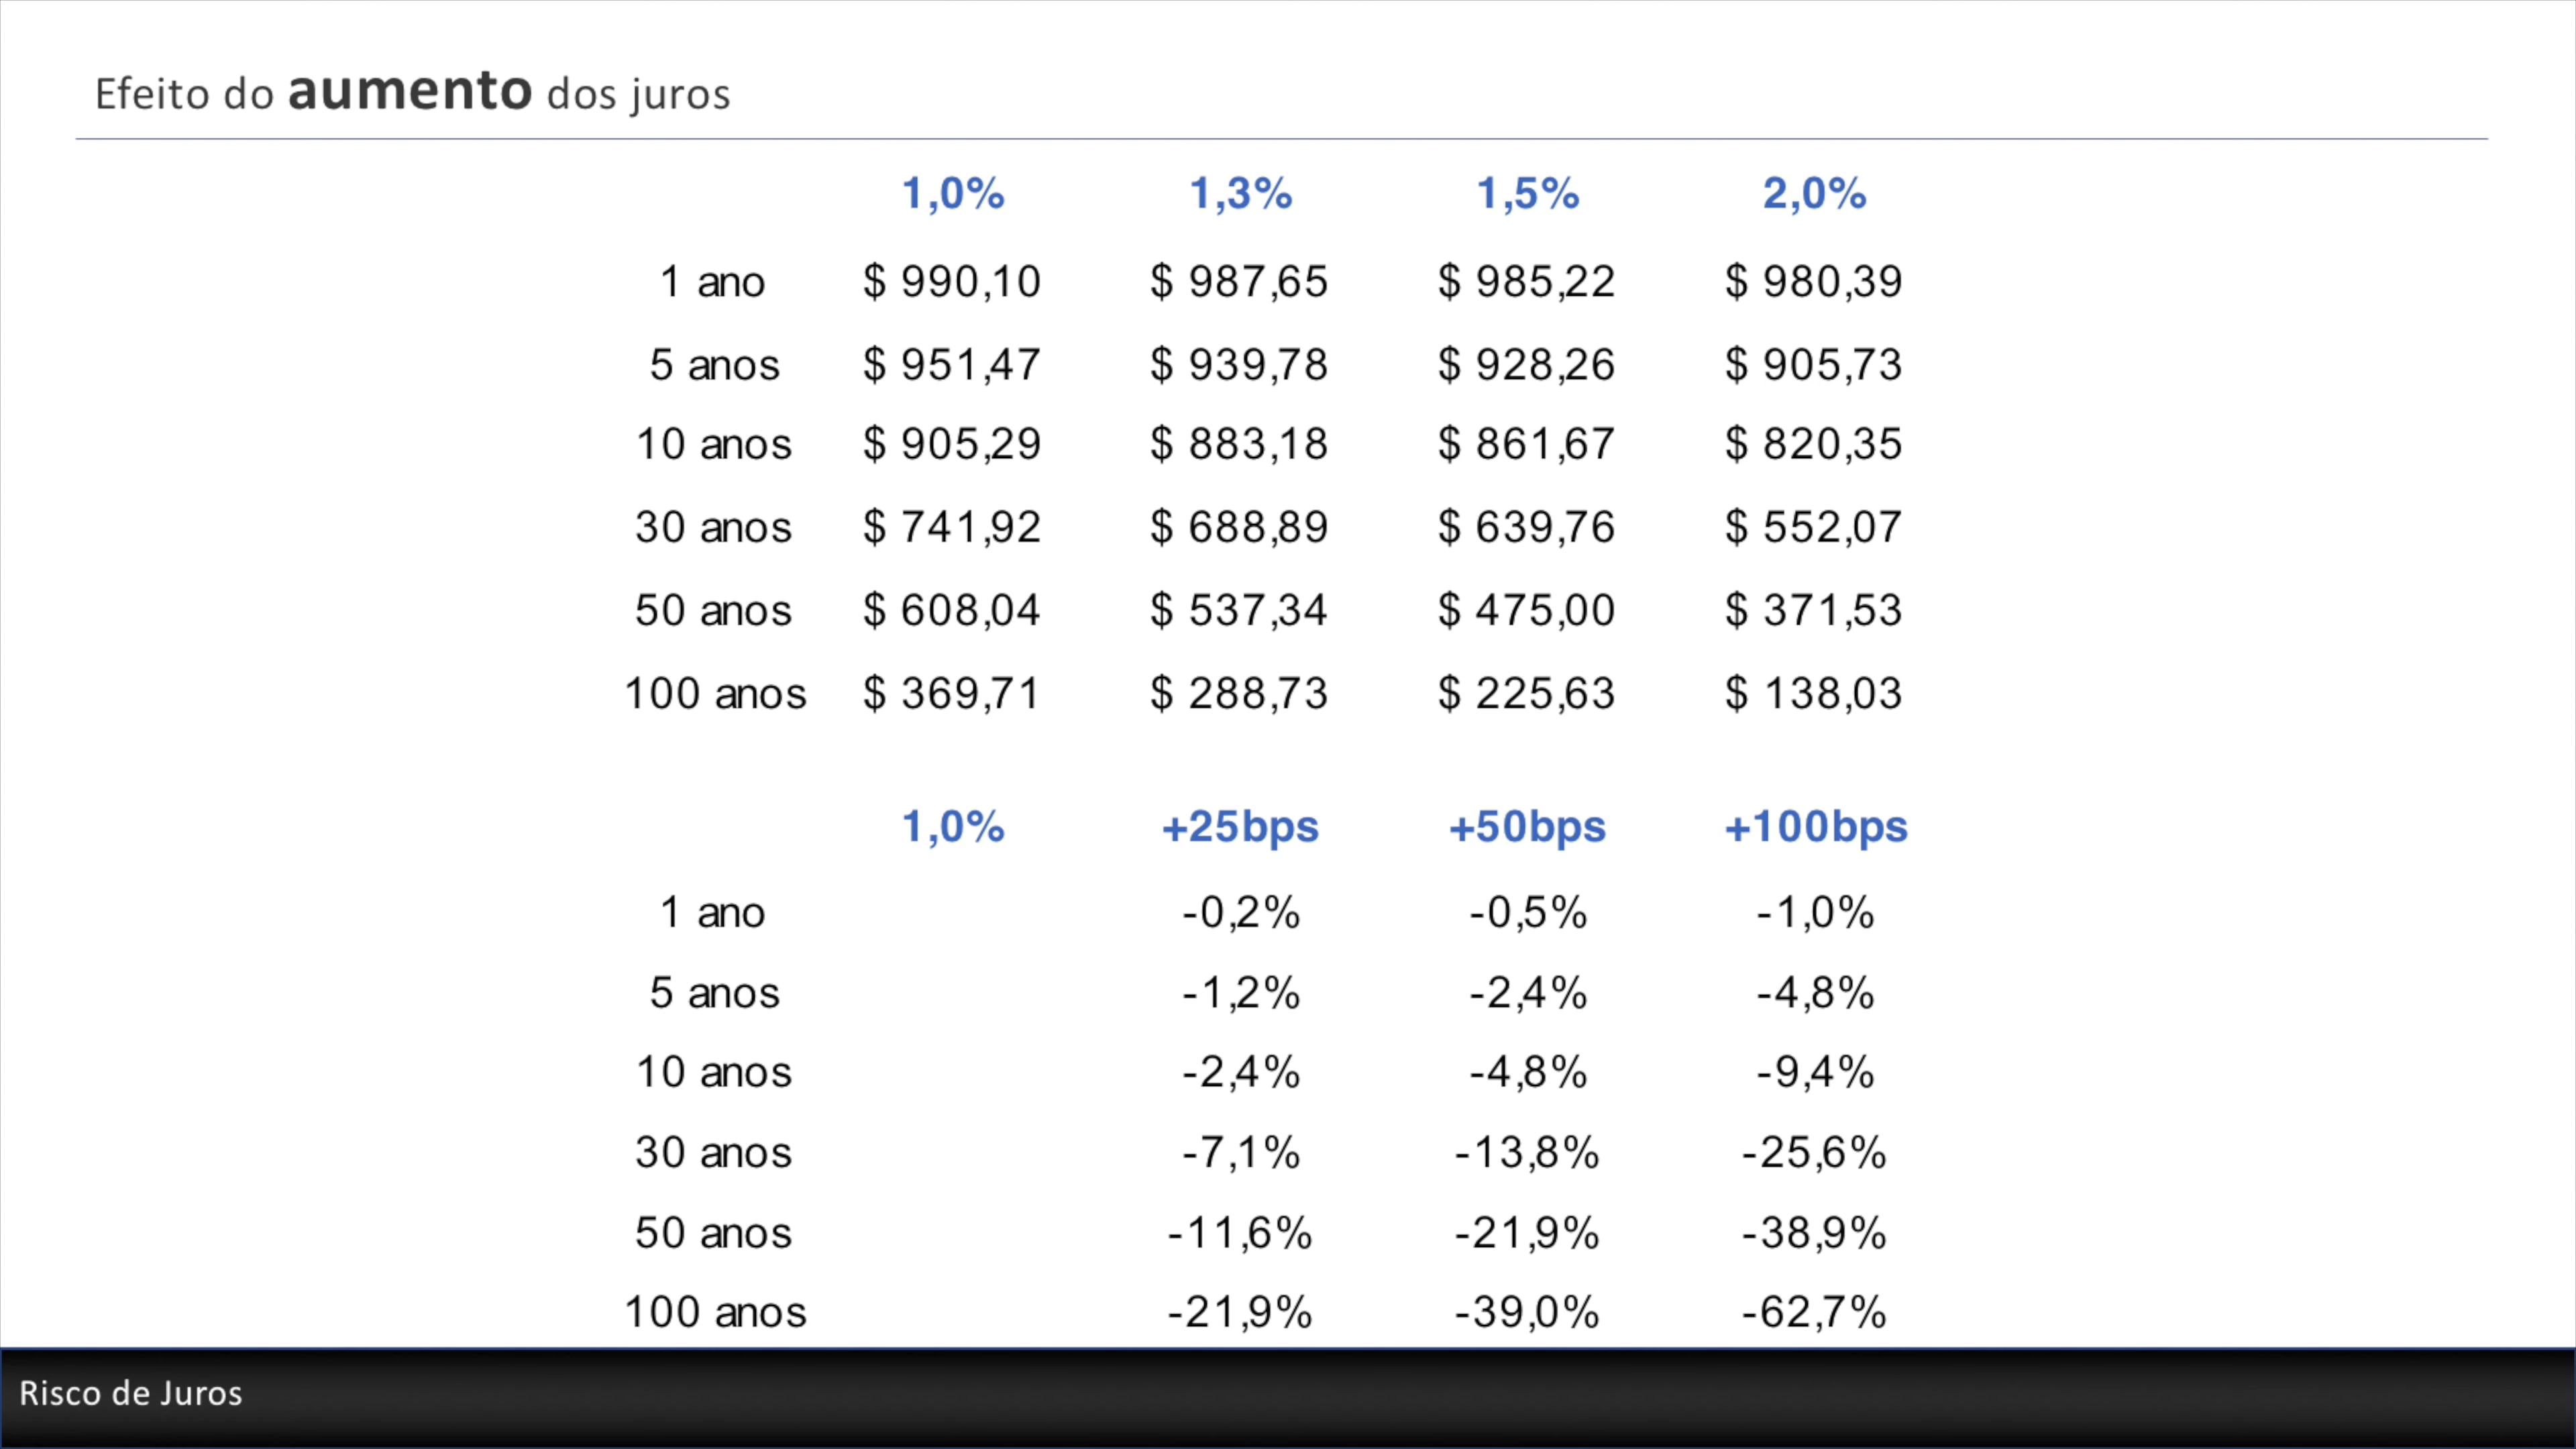 Efeito do aumento dos juros
1,0% 1,3% 1,5% 2,0%
1 ano $ 990,10 $ 987,65 $ 985,22 $ 980,39
5 anos $ 951,47 $ 939,78 $ 928,26 $ 905,73
10 anos $ 905,29 $ 883,18 $ 861,67 $ 820,35
30 anos $ 741,92 $ 688,89 $ 639,76 $ 552,07
50 anos $ 608,04 $ 537,34 $ 475,00 $ 371,53
100 anos $ 369,71 $ 288,73 $ 225,63 $ 138,03
1,0% +25bps +50bps +100bps
1 ano -0,2% -0,5% -1,0%
5 anos -1,2% -2,4% -4,8%
10 anos -2,4% -4,8% -9,4%
30 anos -7,1% -13,8% -25,6%
50 anos -11,6% -21,9% -38,9%
100 anos -21,9% -39,0% -62,7%
Risco de Juros